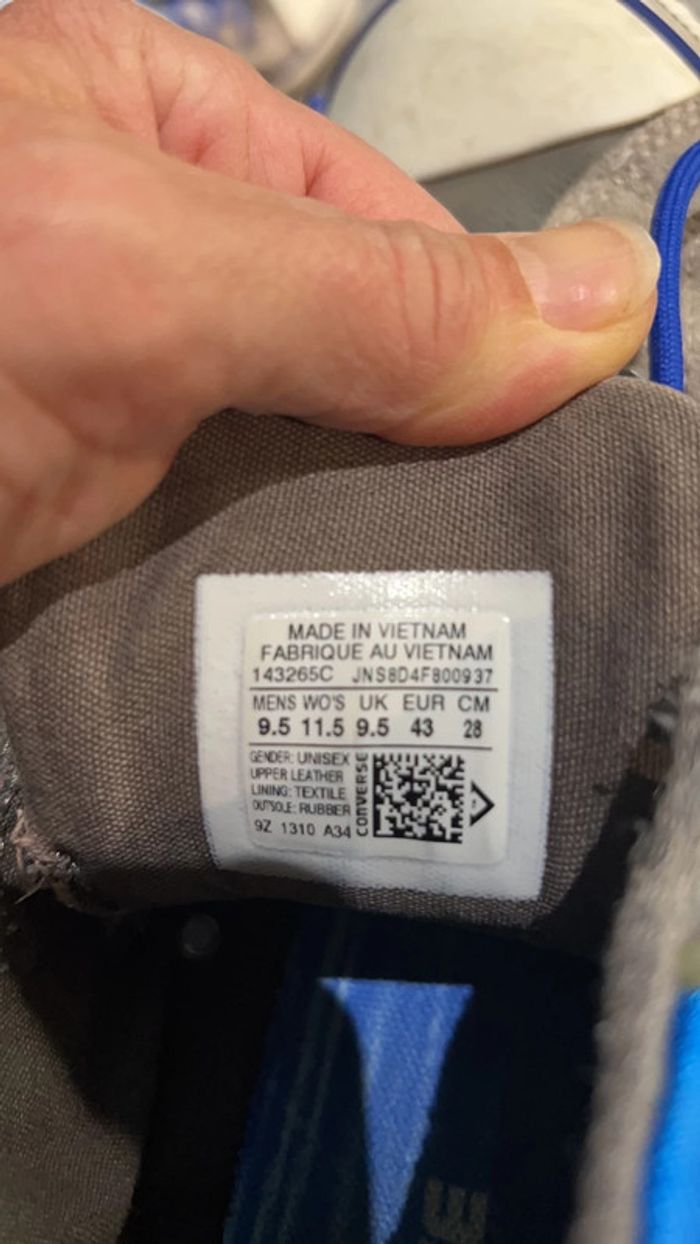 MADE IN VIETNAM
FABRIQUE AU VIETNAM
143265C JNS8D4F800937
MENS WO'S UK EUR CM
9.5 11.5 9.5 43 28
GENDER: UNISEX
UPPER LEATHER
LINING: TEXTILE
OUTSOLE: RUBBER
9Z 1310 A34
CONVERSE